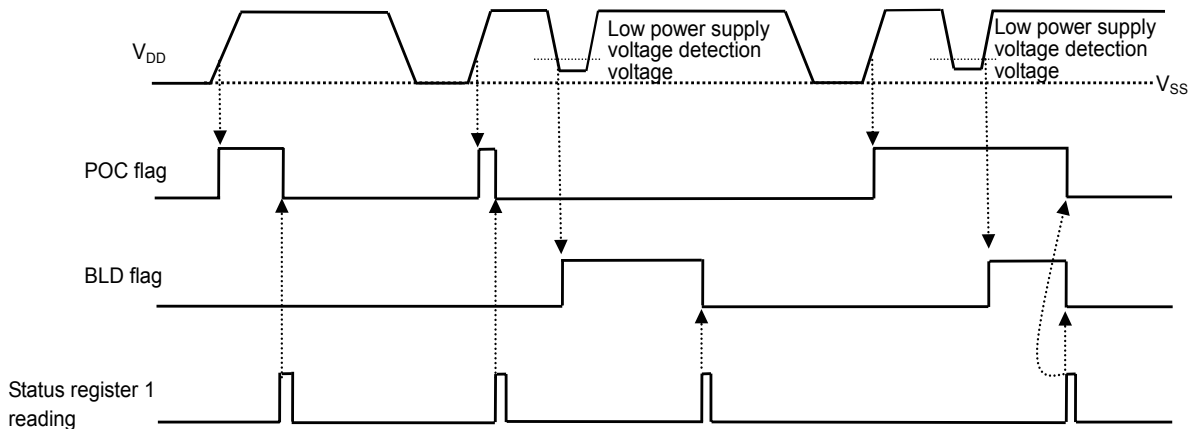 Low power supply
voltage detection
voltage
Low power supply
voltage detection
voltage
VDD
VSS
POC flag
BLD flag
Status register 1
reading